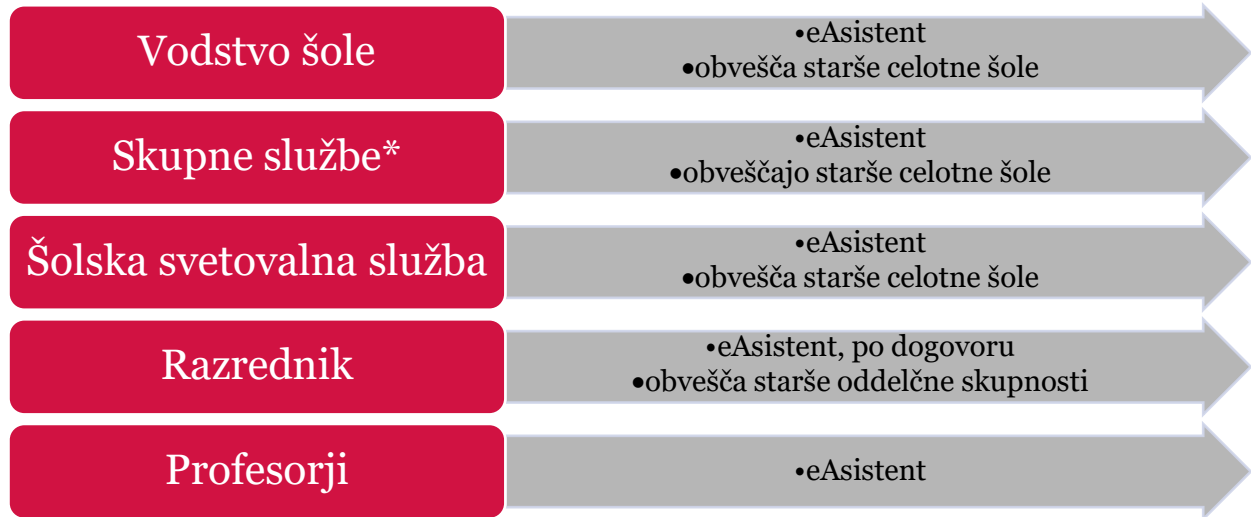 Vodstvo šole
•eAsistent
•obvešča starše celotne šole
Skupne službe*
•eAsistent
•obveščajo starše celotne šole
Šolska svetovalna služba
•eAsistent
•obvešča starše celotne šole
Razrednik
•eAsistent, po dogovoru
•obvešča starše oddelčne skupnosti
Profesorji
•eAsistent